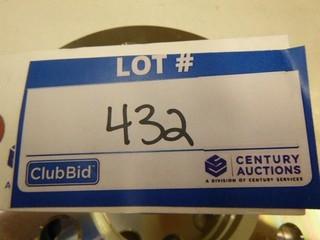 LOT #
432
ClubBid
CENTURY
AUCTIONS
A DIVISION OF CENTURY SERVICES